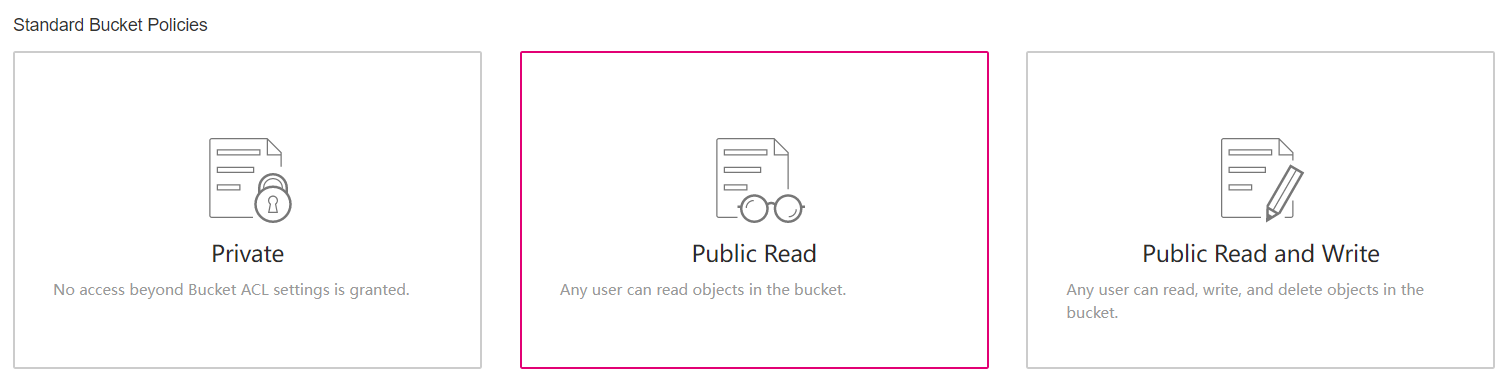 Standard Bucket Policies
Private
No access beyond Bucket ACL settings is granted.
Public Read
Any user can read objects in the bucket.
Public Read and Write
Any user can read, write, and delete objects in the
bucket.